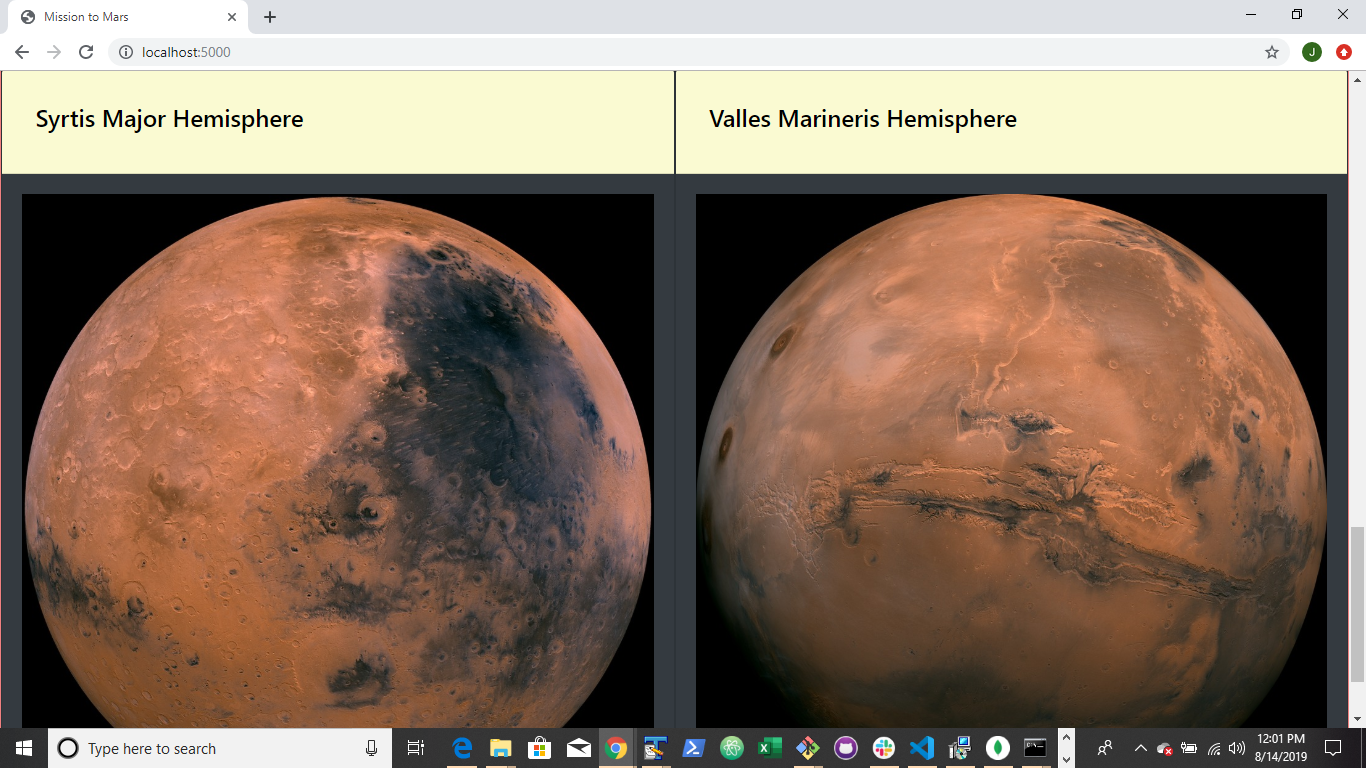 Mission to Mars
localhost:5000
J
Syrtis Major Hemisphere
Valles Marineris Hemisphere
Type here to search
12:01 PM
8/14/2019